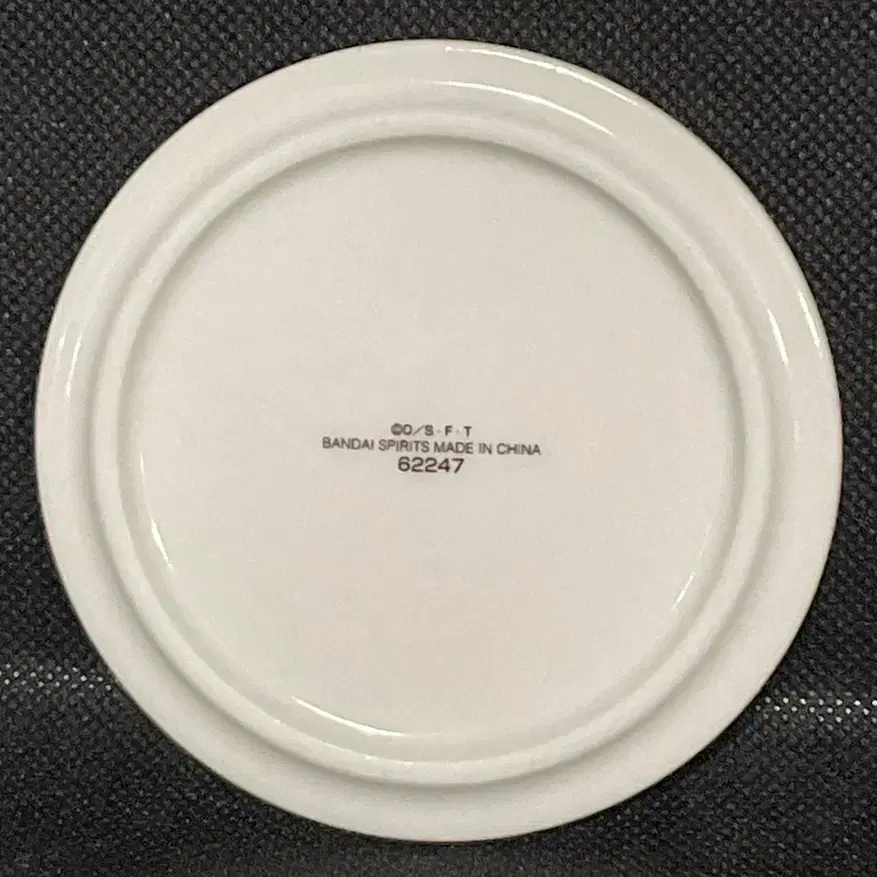 ©O/S・F・T
BANDAI SPIRITS MADE IN CHINA
62247